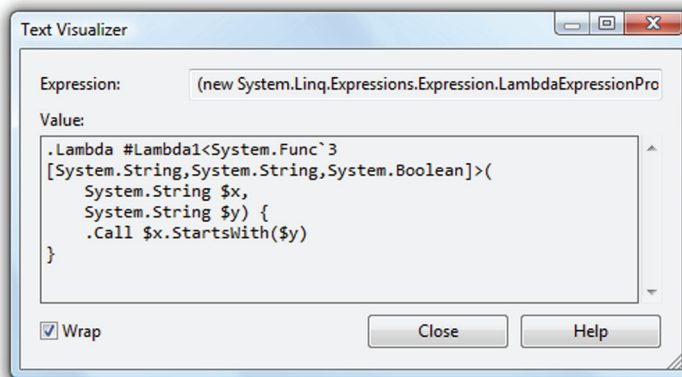 Text Visualizer
Expression:
(new System.Linq.Expressions.Expression.LambdaExpressionPro
Value:
.Lambda #Lambda1<System.Func`3
[System.String,System.String,System.Boolean]>(
    System.String $x,
    System.String $y) {
    .Call $x.StartsWith($y)
}
Wrap
Close
Help